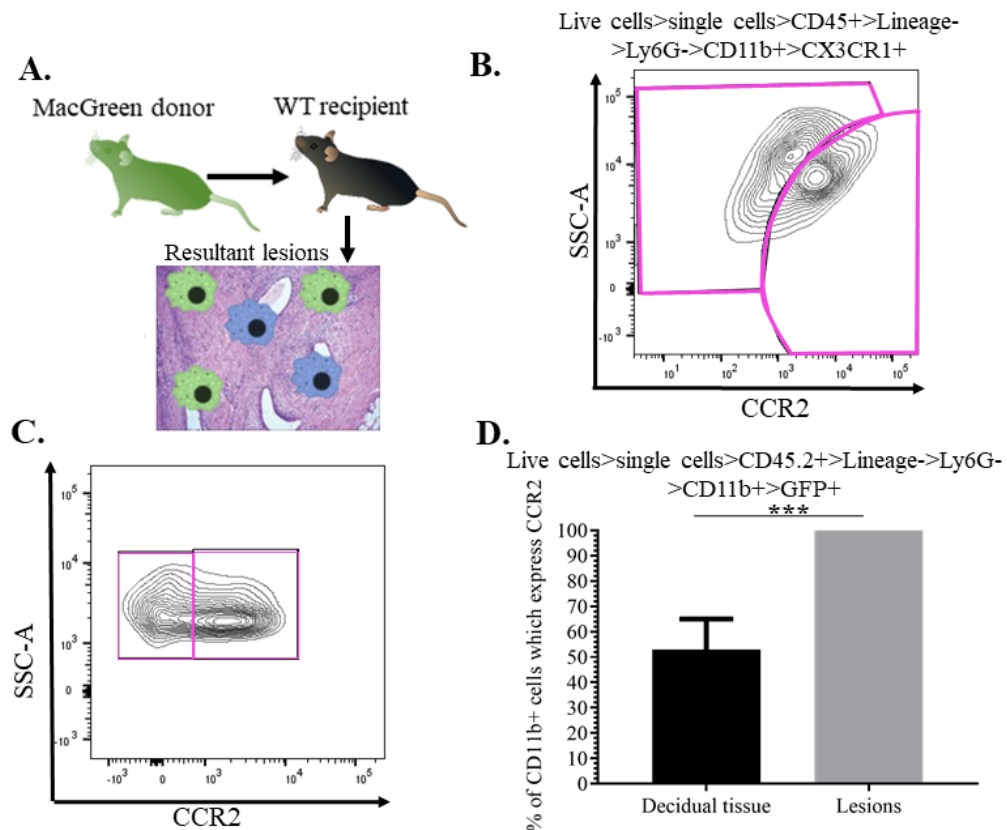 A.
MacGreen donor
WT recipient
Resultant lesions
B.
Live cells>single cells>CD45+>Lineage-
>Ly6G->CD11b+>CX3CR1+
SSC-A
10⁵
10⁴
10³
0
-10³
10¹
10²
10³
10⁴
10⁵
CCR2
C.
SSC-A
10⁵
10⁴
10³
0
-10³
-10³
0
10³
10⁴
10⁵
CCR2
D.
Live cells>single cells>CD45.2+>Lineage->Ly6G-
>CD11b+>GFP+
% of CD11b+ cells which express CCR2
***
100
90
80
70
60
50
40
30
20
10
0
Decidual tissue
Lesions